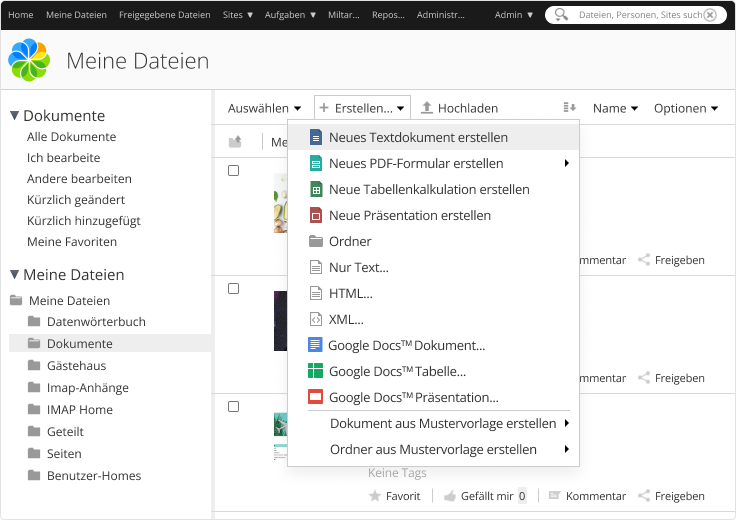 Home Meine Dateien Freigegebene Dateien Sites ▾ Aufgaben ▾ Miltar... Repos... Administr... Admin ▾ Dateien, Personen, Sites such
Meine Dateien
Dokumente
Alle Dokumente
Ich bearbeite
Andere bearbeiten
Kürzlich geändert
Kürzlich hinzugefügt
Meine Favoriten
Meine Dateien
Meine Dateien
Datenwörterbuch
Dokumente
Gästehaus
Imap-Anhänge
IMAP Home
Geteilt
Seiten
Benutzer-Homes
Auswählen Erstellen... Hochladen Name Optionen
Me
Neues Textdokument erstellen
Neues PDF-Formular erstellen
Neue Tabellenkalkulation erstellen
Neue Präsentation erstellen
Ordner
Nur Text...
HTML...
XML...
Google Docs™ Dokument...
Google Docs™ Tabelle...
Google Docs™ Präsentation...
Dokument aus Mustervorlage erstellen
Ordner aus Mustervorlage erstellen
mmentar Freigeben
mmentar Freigeben
Keine Tags
Favorit Gefällt mir 0 Kommentar Freigeben